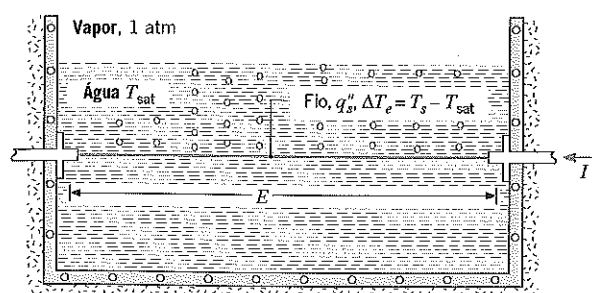 Vapor, 1 atm
Água T_sat
Fio, q″_s, ΔT_e = T_s − T_sat
I
E